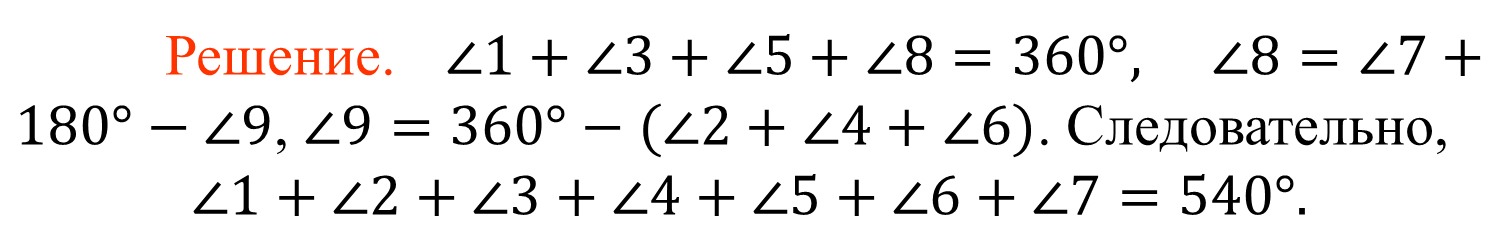 Решение. ∠1 + ∠3 + ∠5 + ∠8 = 360°, ∠8 = ∠7 +
180° − ∠9, ∠9 = 360° − (∠2 + ∠4 + ∠6). Следовательно,
∠1 + ∠2 + ∠3 + ∠4 + ∠5 + ∠6 + ∠7 = 540°.